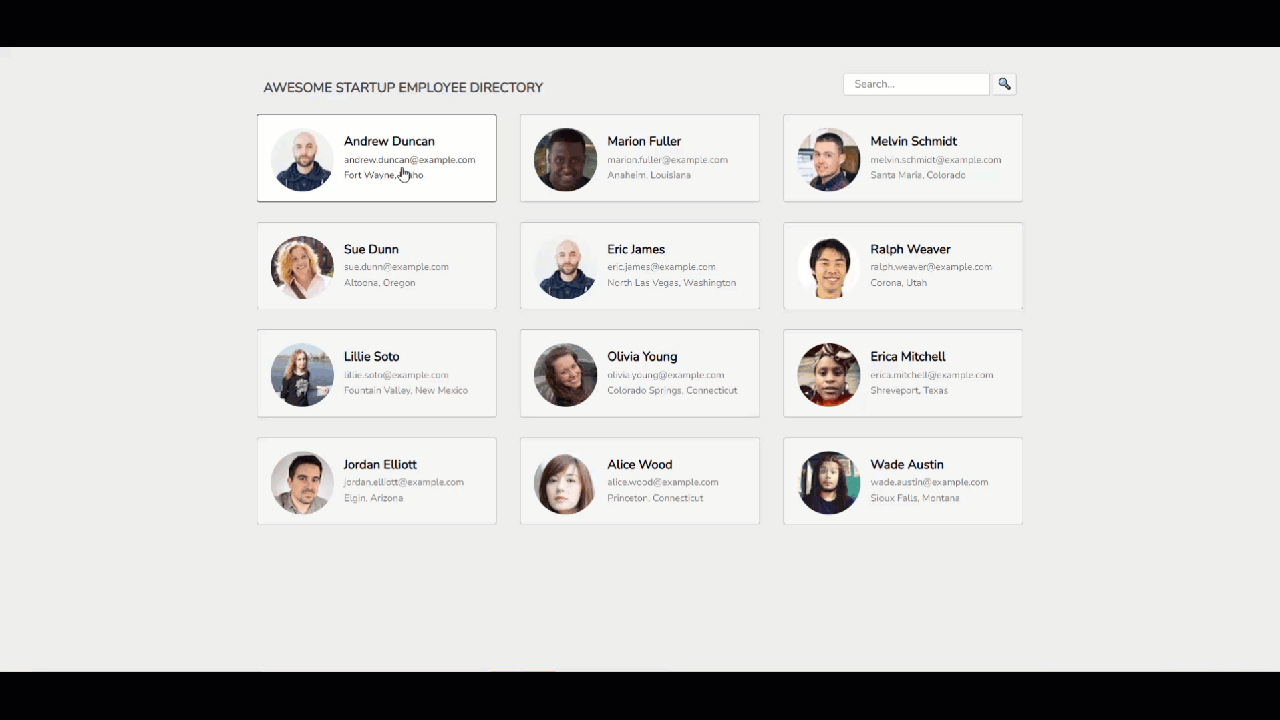 AWESOME STARTUP EMPLOYEE DIRECTORY
Search...
Andrew Duncan
andrew.duncan@example.com
Fort Wayne,
Marion Fuller
marion.fuller@example.com
Anaheim, Louisiana
Melvin Schmidt
melvin.schmidt@example.com
Santa Maria, Colorado
Sue Dunn
sue.dunn@example.com
Altoona, Oregon
Eric James
eric.james@example.com
North Las Vegas, Washington
Ralph Weaver
ralph.weaver@example.com
Corona, Utah
Lillie Soto
lillie.soto@example.com
Fountain Valley, New Mexico
Olivia Young
olivia.young@example.com
Colorado Springs, Connecticut
Erica Mitchell
erica.mitchell@example.com
Shreveport, Texas
Jordan Elliott
jordan.elliott@example.com
Elgin, Arizona
Alice Wood
alice.wood@example.com
Princeton, Connecticut
Wade Austin
wade.austin@example.com
Sioux Falls, Montana